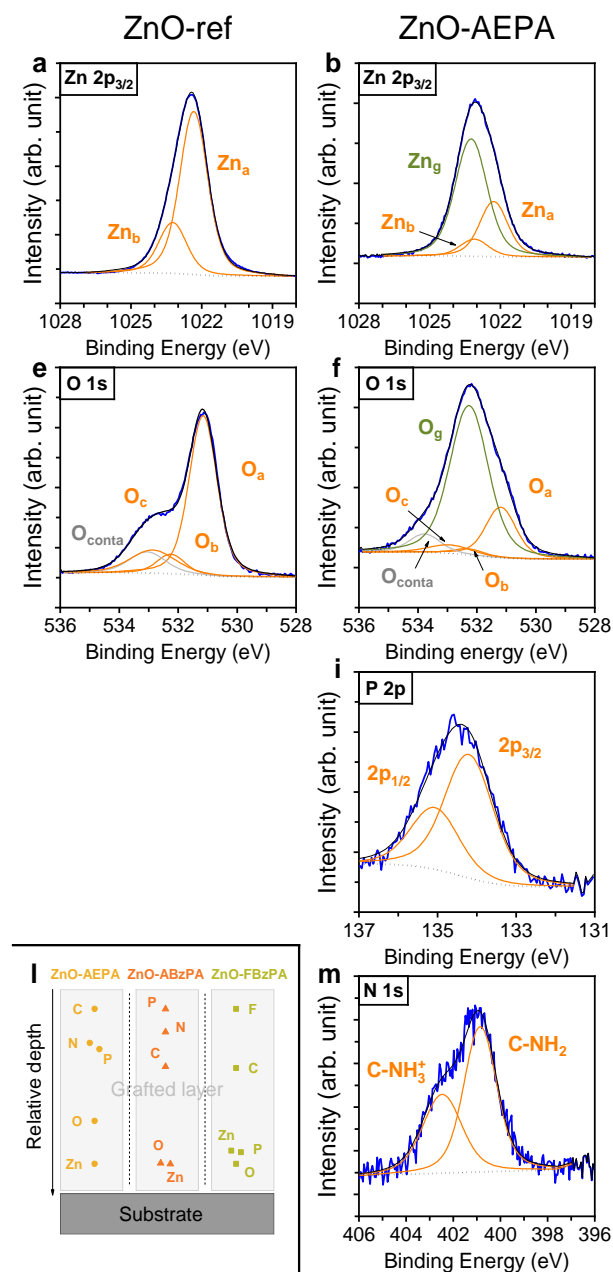 ZnO-ref
ZnO-AEPA
a
Zn 2p3/2
Zna
Znb
Intensity (arb. unit)
1028 1025 1022 1019
Binding Energy (eV)
b
Zn 2p3/2
Zng
Znb
Zna
Intensity (arb. unit)
1028 1025 1022 1019
Binding Energy (eV)
e
O 1s
Oa
Oc
Oconta
Ob
Intensity (arb. unit)
536 534 532 530 528
Binding Energy (eV)
f
O 1s
Og
Oc
Oa
Oconta
Ob
Intensity (arb. unit)
536 534 532 530 528
Binding energy (eV)
i
P 2p
2p3/2
2p1/2
Intensity (arb. unit)
137 135 133 131
Binding Energy (eV)
l
ZnO-AEPA ZnO-ABzPA ZnO-FBzPA
Relative depth
C
N
P
O
Zn
P
N
C
O
Zn
F
C
Zn
P
O
Grafted layer
Substrate
m
N 1s
C-NH2
C-NH3+
Intensity (arb. unit)
406 404 402 400 398 396
Binding Energy (eV)